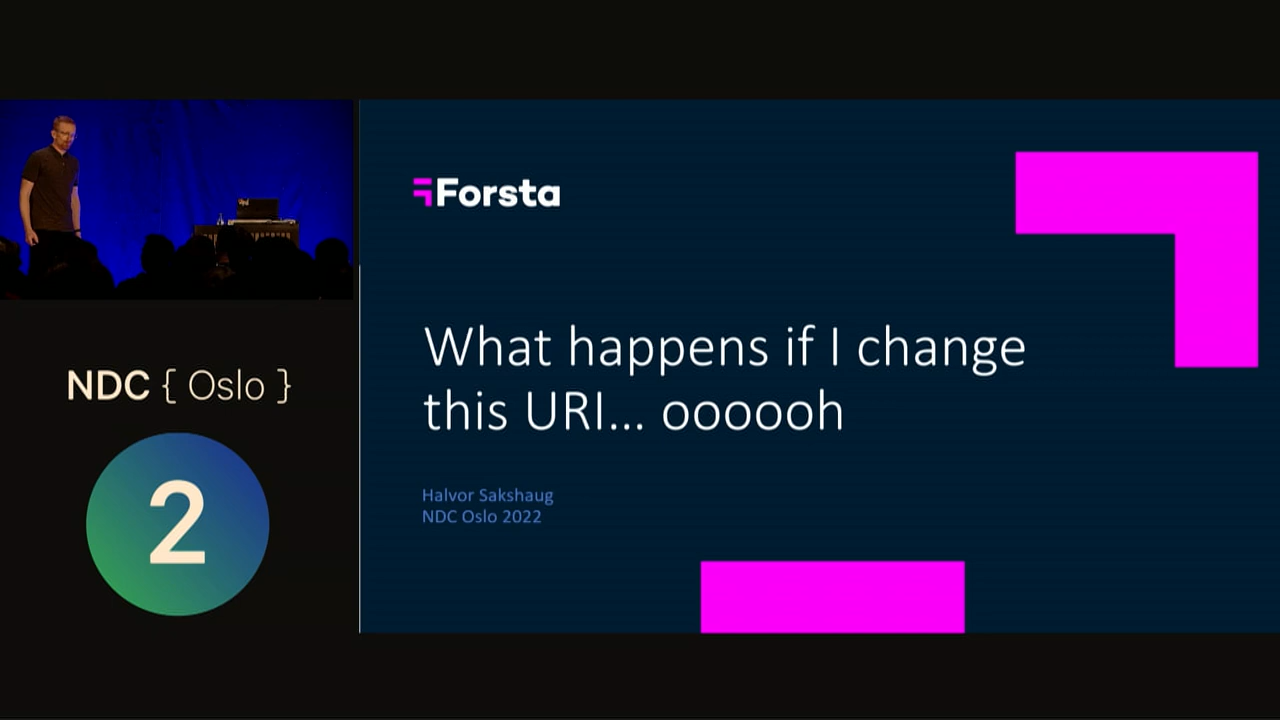 Forsta
What happens if I change
this URI... oooooh
Halvor Sakshaug
NDC Oslo 2022
NDC { Oslo }
2